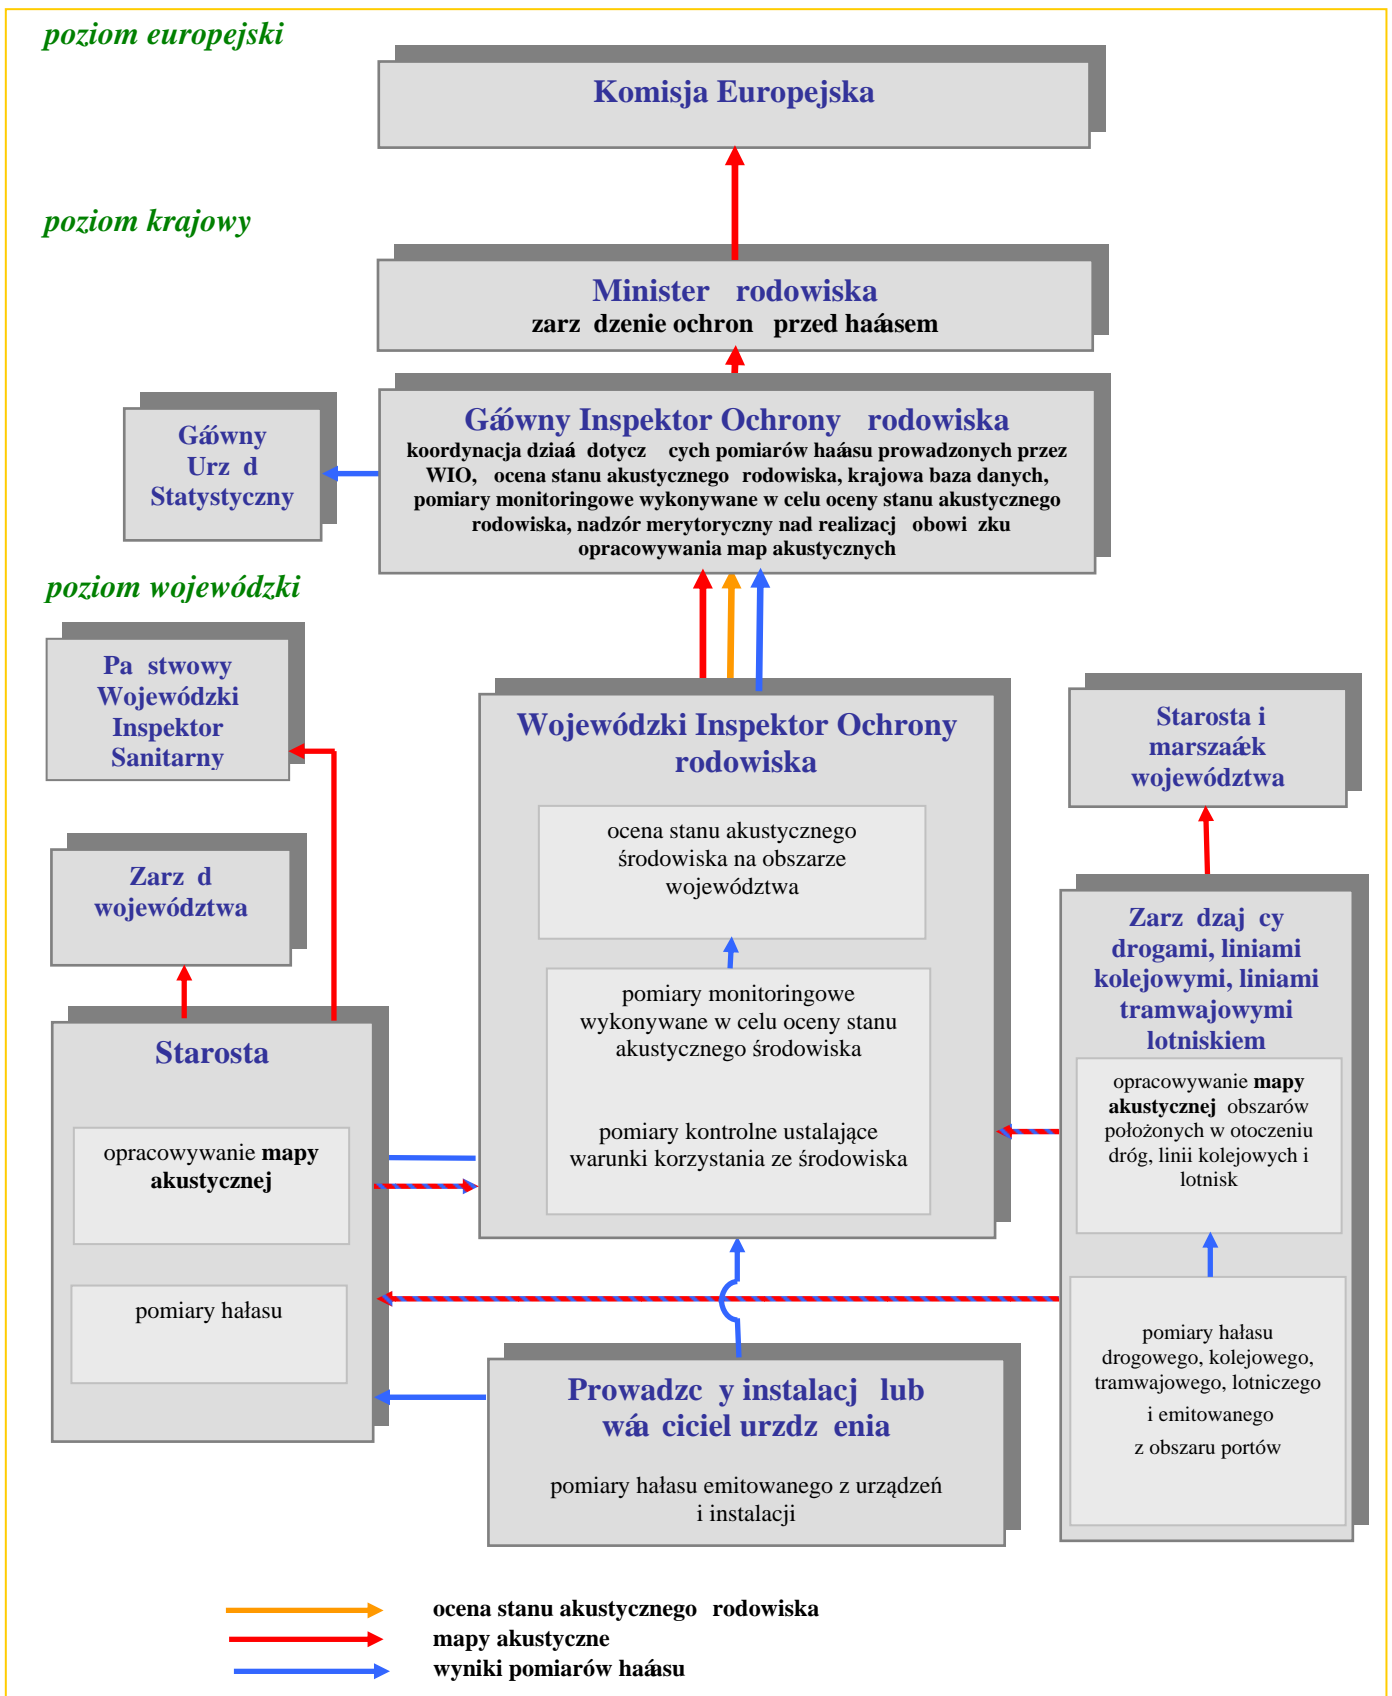 poziom europejski
Komisja Europejska
poziom krajowy
Minister rodowiska
zarz dzenie ochron przed haáasem
Gáówny Inspektor Ochrony rodowiska
koordynacja dziaáá dotycz cych pomiarów haáasu prowadzonych przez
WIO, ocena stanu akustycznego rodowiska, krajowa baza danych,
pomiary monitoringowe wykonywane w celu oceny stanu akustycznego
rodowiska, nadzór merytoryczny nad realizacj obowi zku
opracowywania map akustycznych
Gáówny
Urz d
Statystyczny
poziom wojewódzki
Pa stwowy
Wojewódzki
Inspektor
Sanitarny
Zarz d
województwa
Starosta
opracowywanie mapy
akustycznej
pomiary hałasu
Wojewódzki Inspektor Ochrony
rodowiska
ocena stanu akustycznego
środowiska na obszarze
województwa
pomiary monitoringowe
wykonywane w celu oceny stanu
akustycznego środowiska
pomiary kontrolne ustalające
warunki korzystania ze środowiska
Starosta i
marszaáek
województwa
Zarz dzaj cy
drogami, liniami
kolejowymi, liniami
tramwajowymi
lotniskiem
opracowywanie mapy
akustycznej obszarów
położonych w otoczeniu
dróg, linii kolejowych i
lotnisk
pomiary hałasu
drogowego, kolejowego,
tramwajowego, lotniczego
i emitowanego
z obszaru portów
Prowadzc y instalacj lub
wáa ciciel urzdz enia
pomiary hałasu emitowanego z urządzeń
i instalacji
ocena stanu akustycznego rodowiska
mapy akustyczne
wyniki pomiarów haáasu